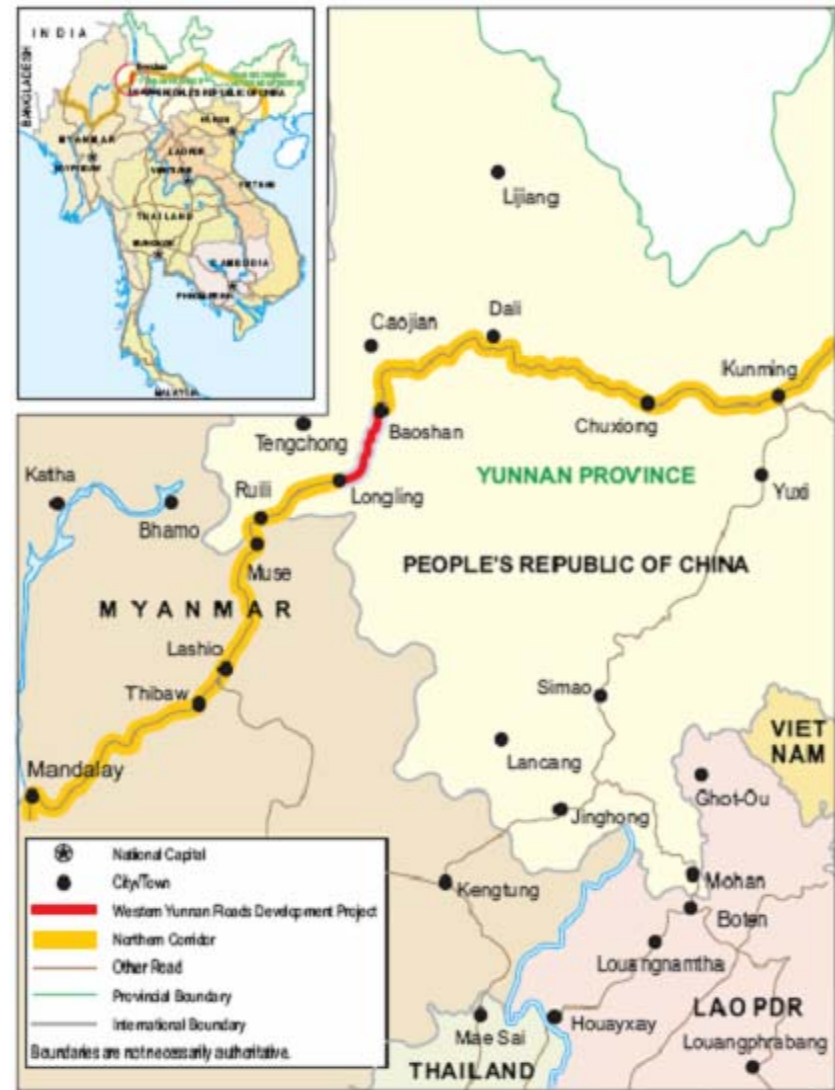 INDIA
BANGLADESH
MYANMAR
LAO PDR
THAILAND
CAMBODIA
Lijiang
Dali
Caojian
Kunming
Baoshan
Chuxiong
Tengchong
YUNNAN PROVINCE
Katha
Ruili
Longling
Yuxi
Bhamo
Muse
PEOPLE'S REPUBLIC OF CHINA
MYANMAR
Lashio
Thibaw
Simao
VIET
NAM
Mandalay
Lancang
Ghot-Ou
Jinghong
National Capital
City/Town
Kengtung
Mohan
Western Yunnan Roads Development Project
Boten
Northern Corridor
Other Road
Louangnamtha
Provincial Boundary
International Boundary
LAO PDR
Mae Sai
Houayxay
Louangphrabang
Boundaries are not necessarily authoritative.
THAILAND